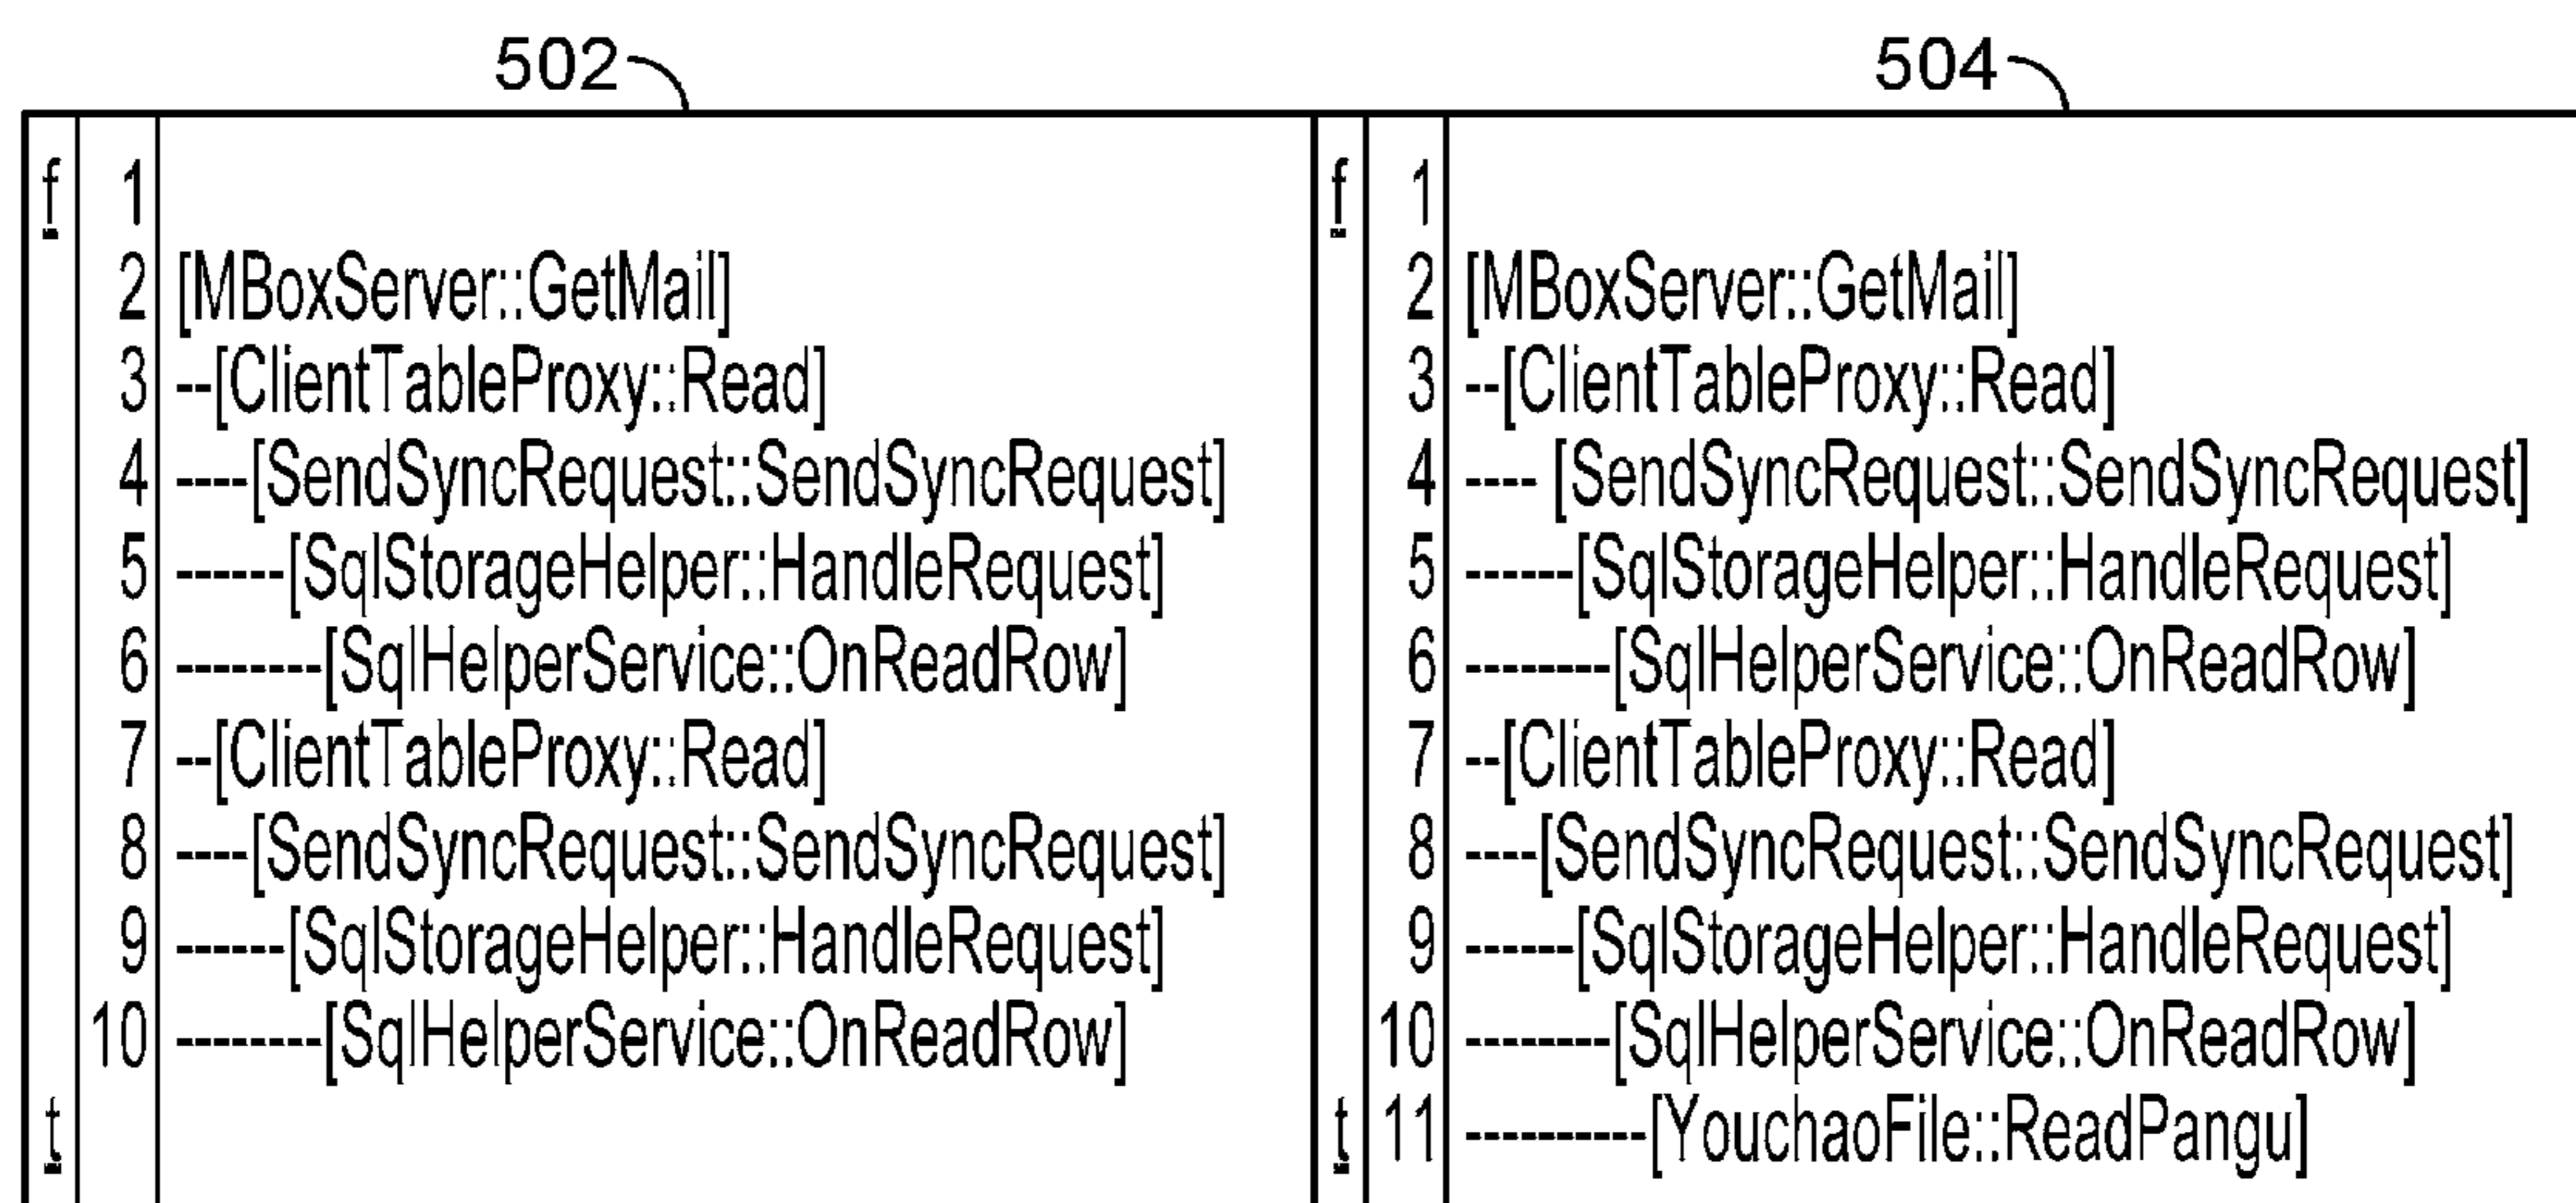 502
504
f 1
2 [MBoxServer::GetMail]
3 --[ClientTableProxy::Read]
4 ----[SendSyncRequest::SendSyncRequest]
5 ------[SqlStorageHelper::HandleRequest]
6 --------[SqlHelperService::OnReadRow]
7 --[ClientTableProxy::Read]
8 ----[SendSyncRequest::SendSyncRequest]
9 ------[SqlStorageHelper::HandleRequest]
10 --------[SqlHelperService::OnReadRow]
t
f 1
2 [MBoxServer::GetMail]
3 --[ClientTableProxy::Read]
4 ---- [SendSyncRequest::SendSyncRequest]
5 ------[SqlStorageHelper::HandleRequest]
6 --------[SqlHelperService::OnReadRow]
7 --[ClientTableProxy::Read]
8 ----[SendSyncRequest::SendSyncRequest]
9 ------[SqlStorageHelper::HandleRequest]
10 --------[SqlHelperService::OnReadRow]
t 11 ----------[YouchaoFile::ReadPangu]